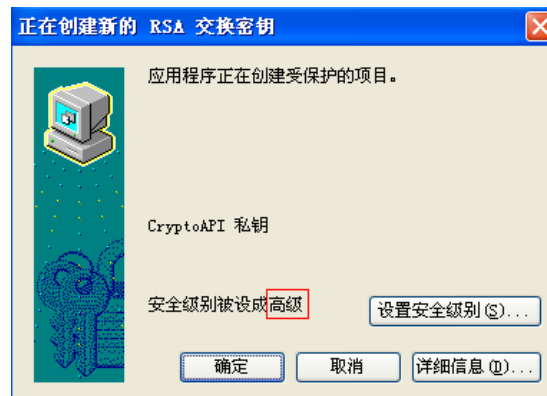 正在创建新的 RSA 交换密钥
应用程序正在创建受保护的项目。
CryptoAPI 私钥
安全级别被设成高级
设置安全级别(S)...
确定
取消
详细信息(D)...